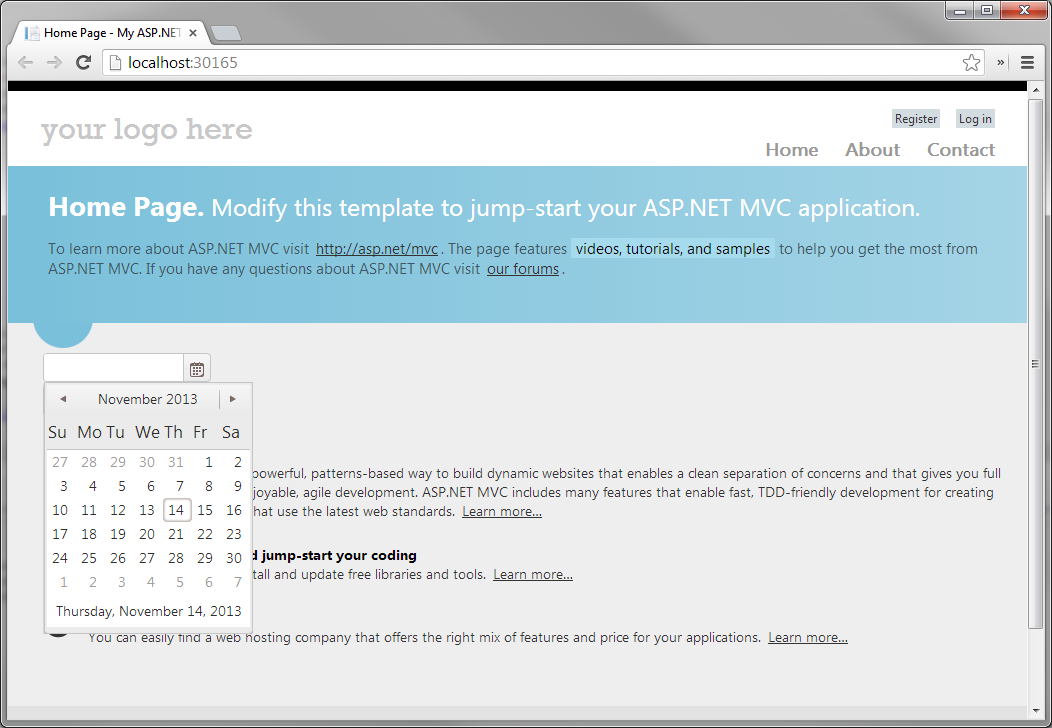 Home Page - My ASP.NET
localhost:30165
your logo here
Register Log in
Home About Contact
Home Page. Modify this template to jump-start your ASP.NET MVC application.
To learn more about ASP.NET MVC visit http://asp.net/mvc. The page features videos, tutorials, and samples to help you get the most from
ASP.NET MVC. If you have any questions about ASP.NET MVC visit our forums.
November 2013
Su Mo Tu We Th Fr Sa
27 28 29 30 31 1 2
3 4 5 6 7 8 9
10 11 12 13 14 15 16
17 18 19 20 21 22 23
24 25 26 27 28 29 30
1 2 3 4 5 6 7
Thursday, November 14, 2013
powerful, patterns-based way to build dynamic websites that enables a clean separation of concerns and that gives you full
joyable, agile development. ASP.NET MVC includes many features that enable fast, TDD-friendly development for creating
hat use the latest web standards. Learn more...
d jump-start your coding
tall and update free libraries and tools. Learn more...
You can easily find a web hosting company that offers the right mix of features and price for your applications. Learn more...